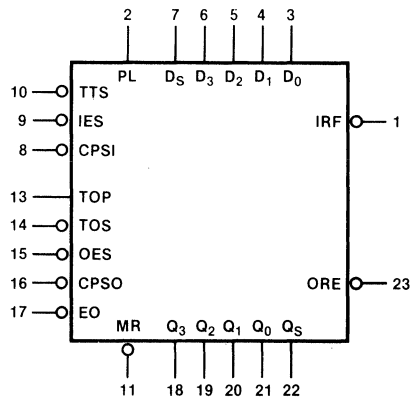 2 7 6 5 4 3
PL DS D3 D2 D1 D0
10 TTS
9 IES IRF 1
8 CPSI
13 TOP
14 TOS
15 OES
16 CPSO ORE 23
17 EO
MR Q3 Q2 Q1 Q0 QS
11 18 19 20 21 22